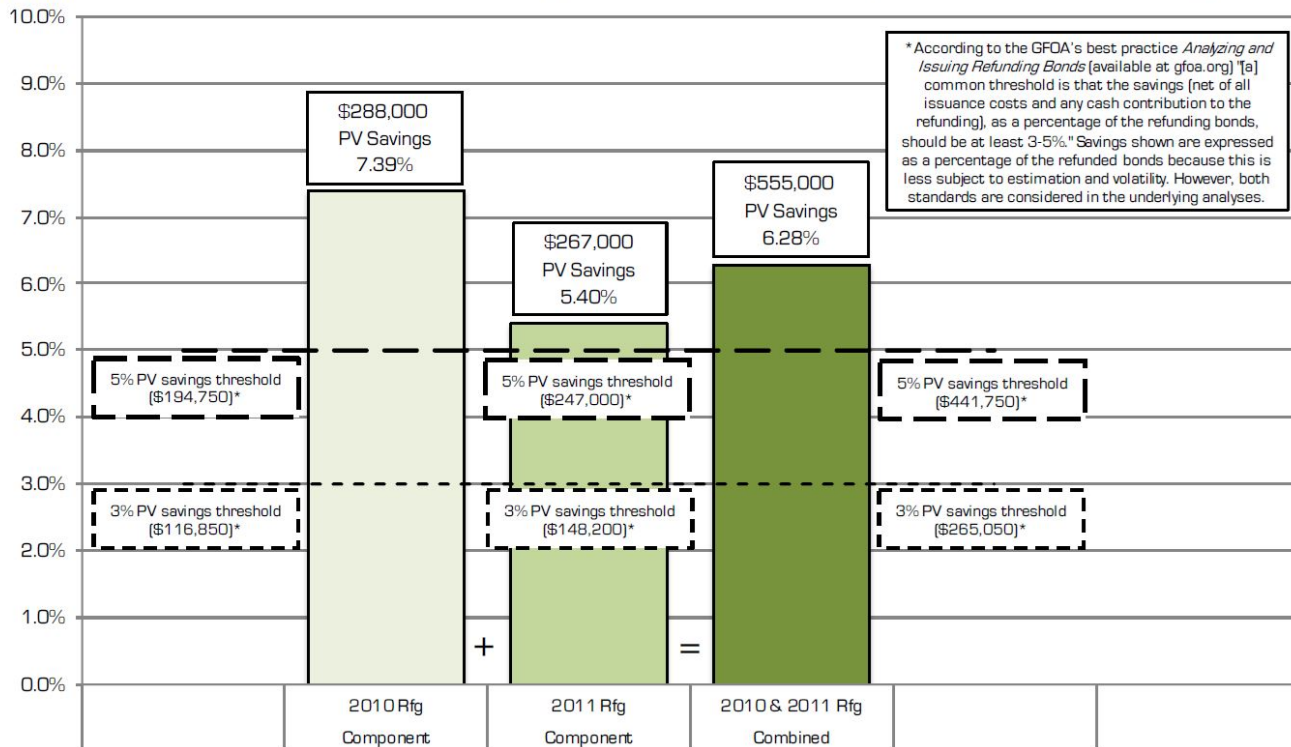 10.0%
9.0%
8.0%
7.0%
6.0%
5.0%
4.0%
3.0%
2.0%
1.0%
0.0%
* According to the GFOA's best practice Analyzing and
Issuing Refunding Bonds (available at gfoa.org) "[a]
common threshold is that the savings (net of all
issuance costs and any cash contribution to the
refunding), as a percentage of the refunding bonds,
should be at least 3-5%." Savings shown are expressed
as a percentage of the refunded bonds because this is
less subject to estimation and volatility. However, both
standards are considered in the underlying analyses.
$288,000
PV Savings
7.39%
$267,000
PV Savings
5.40%
$555,000
PV Savings
6.28%
5% PV savings threshold
($194,750)*
5% PV savings threshold
($247,000)*
5% PV savings threshold
($441,750)*
3% PV savings threshold
($116,850)*
3% PV savings threshold
($148,200)*
3% PV savings threshold
($265,050)*
+
=
2010 Rfg
Component
2011 Rfg
Component
2010 & 2011 Rfg
Combined